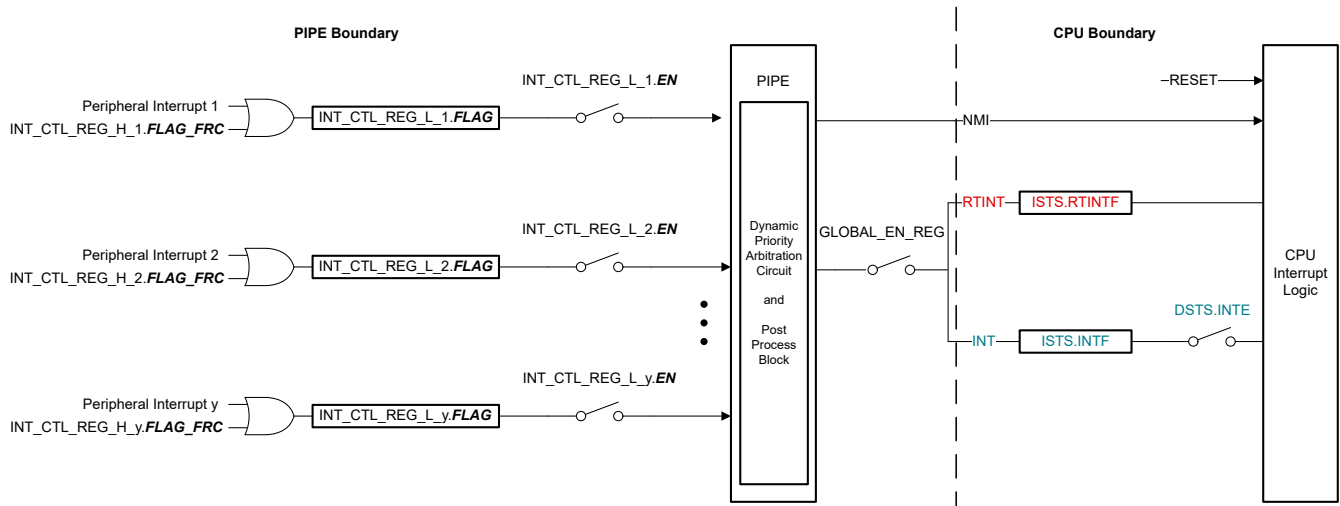 PIPE Boundary
CPU Boundary
INT_CTL_REG_L_1.EN
PIPE
RESET
Peripheral Interrupt 1
INT_CTL_REG_H_1.FLAG_FRC
INT_CTL_REG_L_1.FLAG
NMI
RTINT
ISTS.RTINTF
INT_CTL_REG_L_2.EN
GLOBAL_EN_REG
Peripheral Interrupt 2
INT_CTL_REG_H_2.FLAG_FRC
INT_CTL_REG_L_2.FLAG
Dynamic
Priority
Arbitration
Circuit
and
Post
Process
Block
CPU
Interrupt
Logic
DSTS.INTE
INT
ISTS.INTF
INT_CTL_REG_L_y.EN
Peripheral Interrupt y
INT_CTL_REG_H_y.FLAG_FRC
INT_CTL_REG_L_y.FLAG